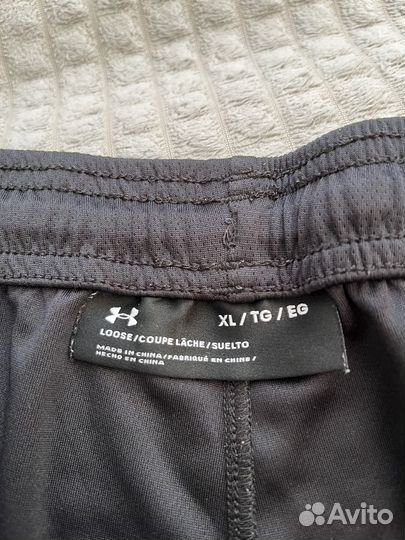 XL / TG / EG
LOOSE / COUPE LÂCHE / SUELTO
MADE IN CHINA / FABRIQUÉ EN CHINE /
HECHO EN CHINA
Avito